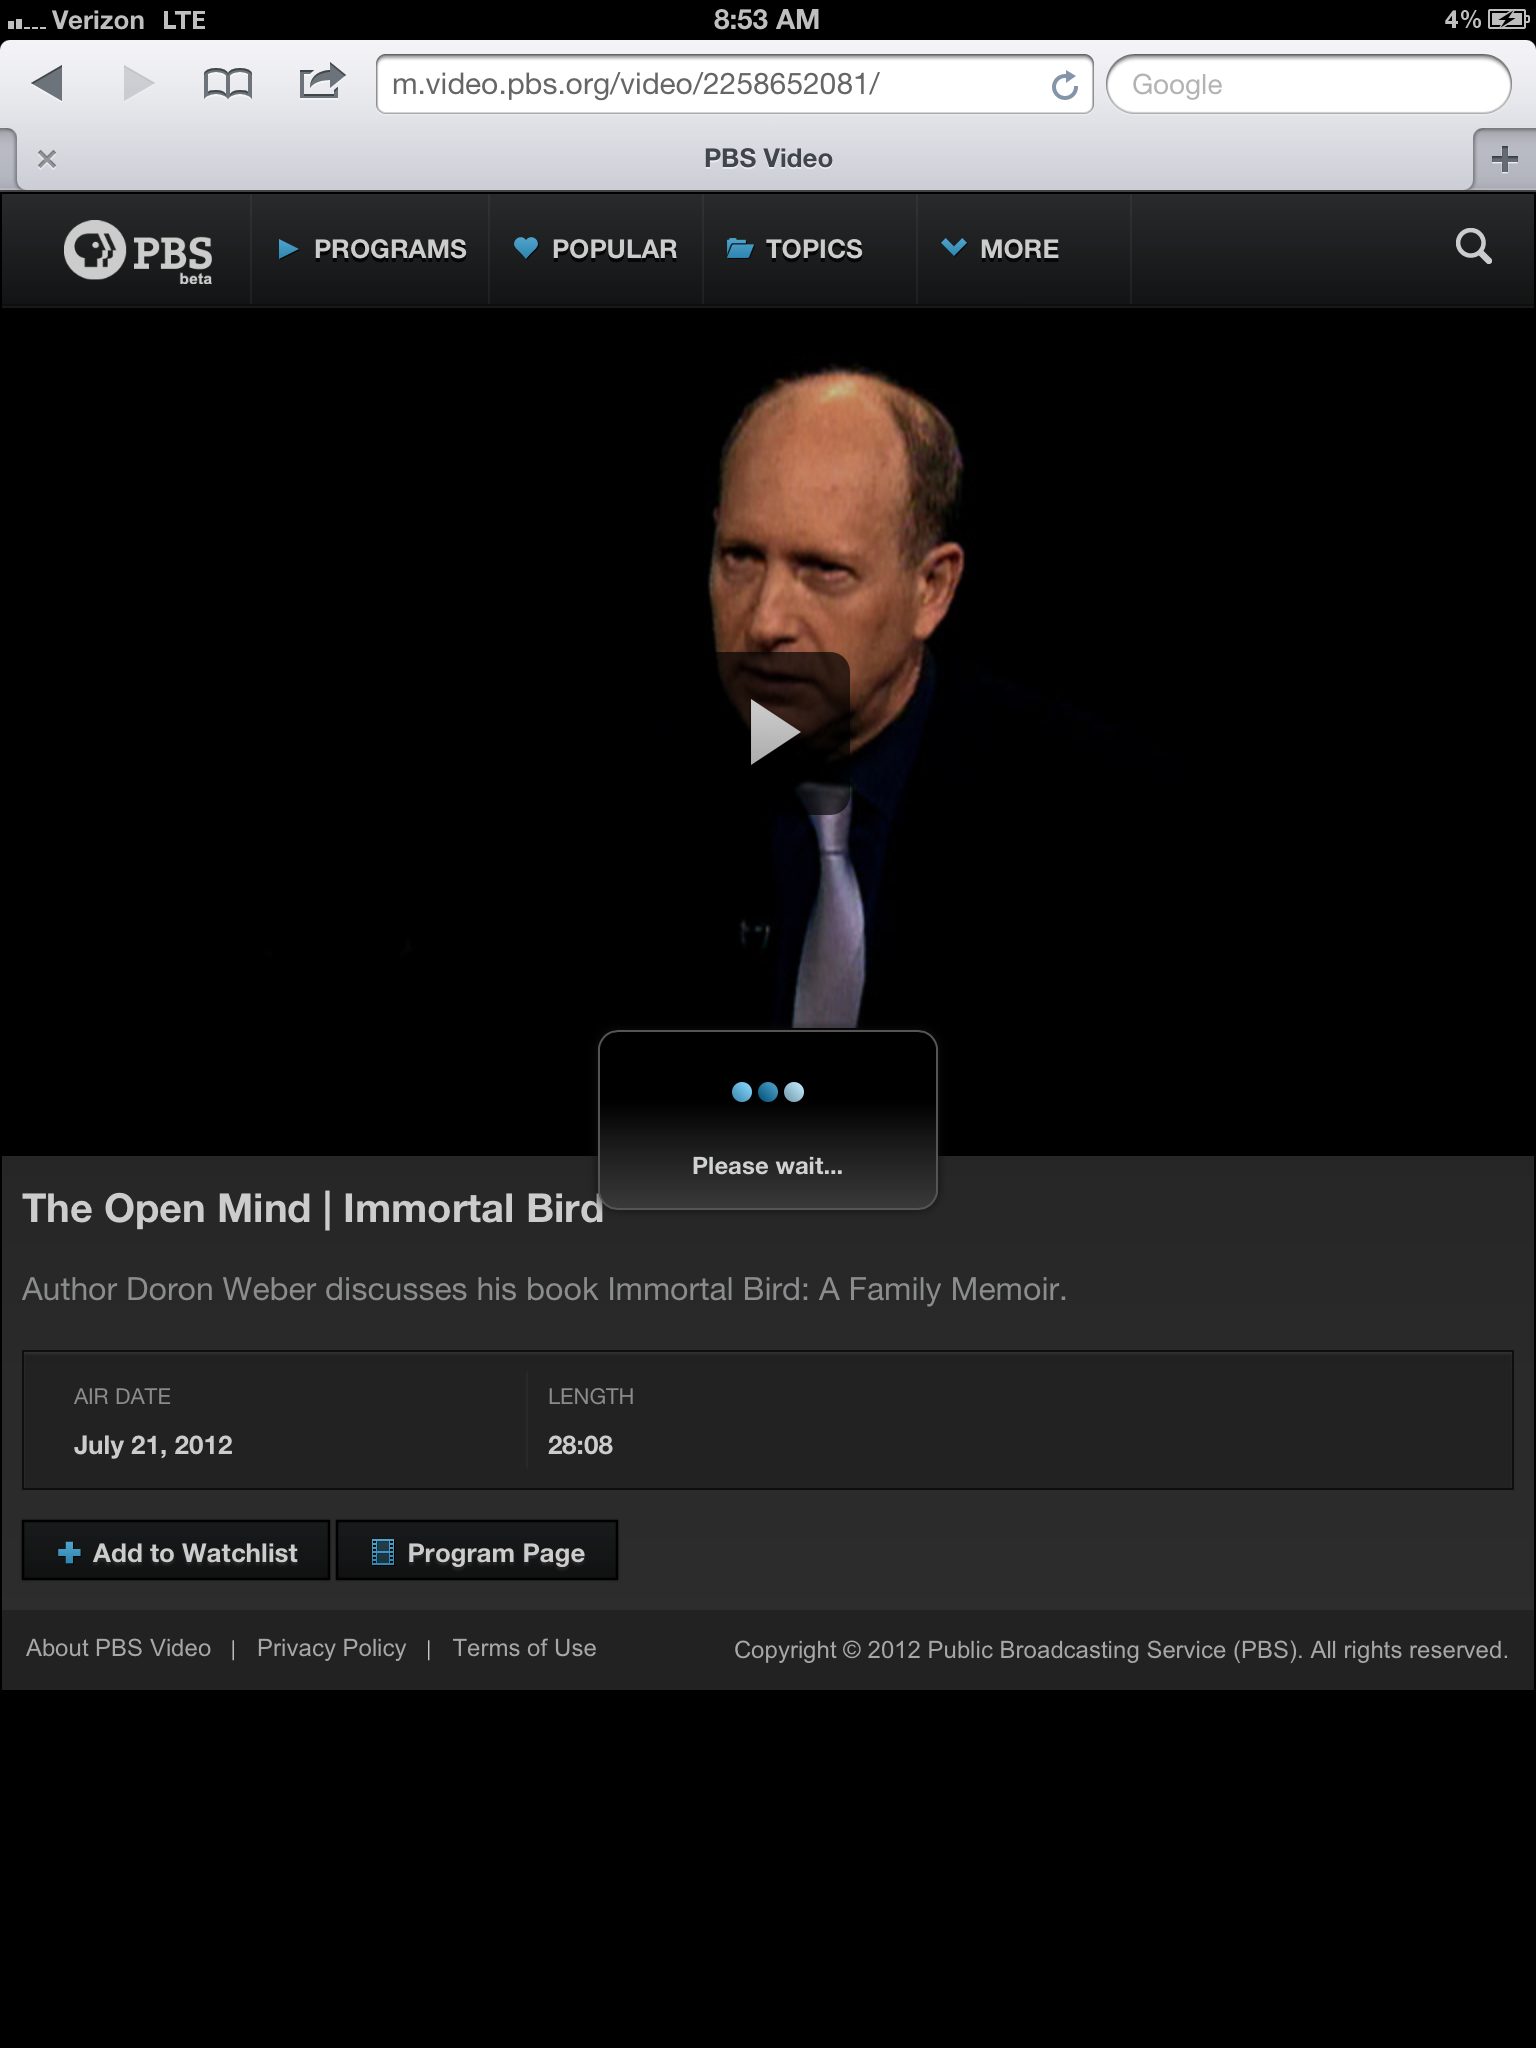 Verizon LTE 8:53 AM 4%
m.video.pbs.org/video/2258652081/ Google
PBS Video
PBS beta PROGRAMS POPULAR TOPICS MORE
Please wait...
The Open Mind | Immortal Bird
Author Doron Weber discusses his book Immortal Bird: A Family Memoir.
AIR DATE LENGTH
July 21, 2012 28:08
Add to Watchlist Program Page
About PBS Video | Privacy Policy | Terms of Use Copyright © 2012 Public Broadcasting Service (PBS). All rights reserved.